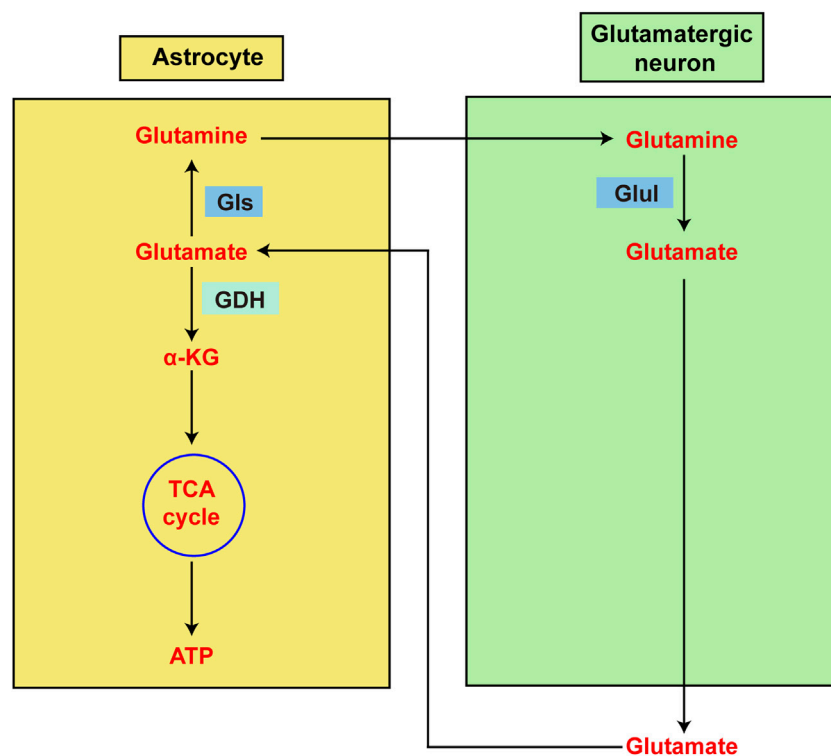 Astrocyte
Glutamatergic
neuron
Glutamine
Glutamine
Gls
Glul
Glutamate
Glutamate
GDH
α-KG
TCA
cycle
ATP
Glutamate